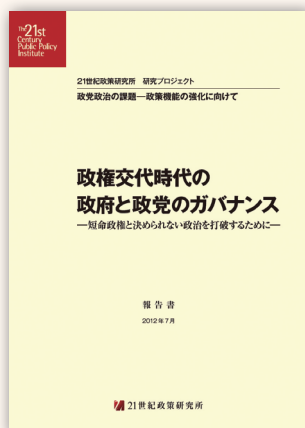 The 21st
Century
Public Policy
Institute
21世紀政策研究所　研究プロジェクト
政党政治の課題―政策機能の強化に向けて
政権交代時代の
政府と政党のガバナンス
―短命政権と決められない政治を打破するために―
報告書
2012年7月
21世紀政策研究所